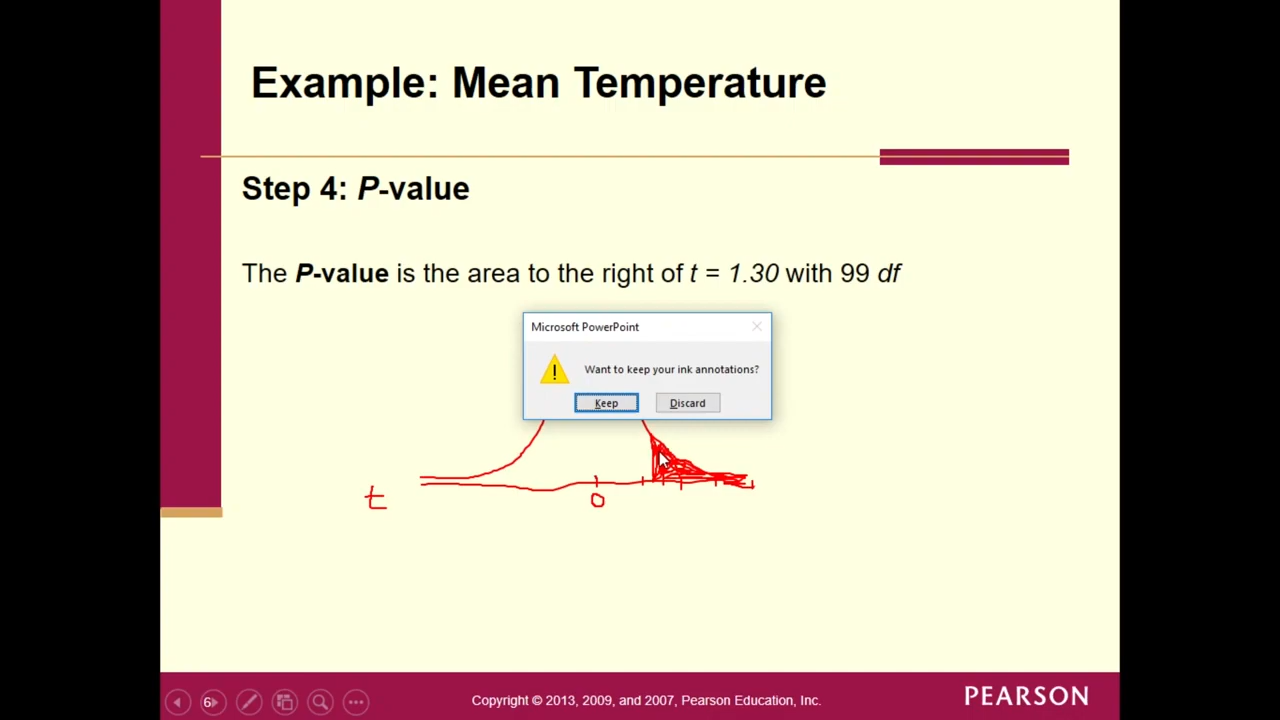 Example: Mean Temperature
Step 4: P-value
The P-value is the area to the right of t = 1.30 with 99 df
Microsoft PowerPoint
Want to keep your ink annotations?
Keep Discard
t
0
6
Copyright © 2013, 2009, and 2007, Pearson Education, Inc.
PEARSON